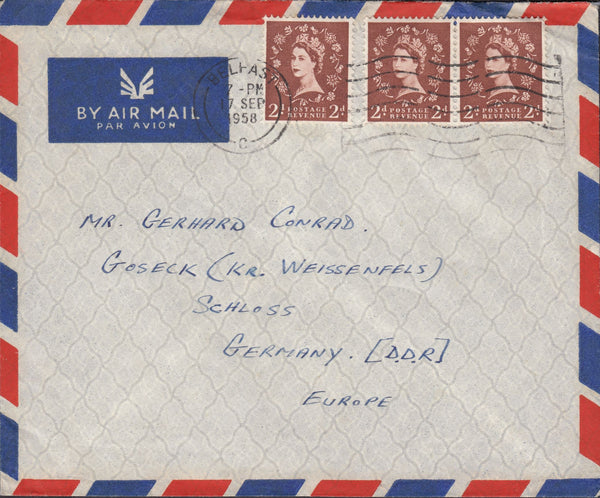 BELFAST
7 - PM
17 SEP
1958
C
2D POSTAGE REVENUE 2D
2D POSTAGE REVENUE 2D
2D POSTAGE REVENUE 2D
BY AIR MAIL
PAR AVION
MR. GERHARD CONRAD.
GOSECK (KR. WEISSENFELS)
SCHLOSS
GERMANY. [D.D.R]
EUROPE